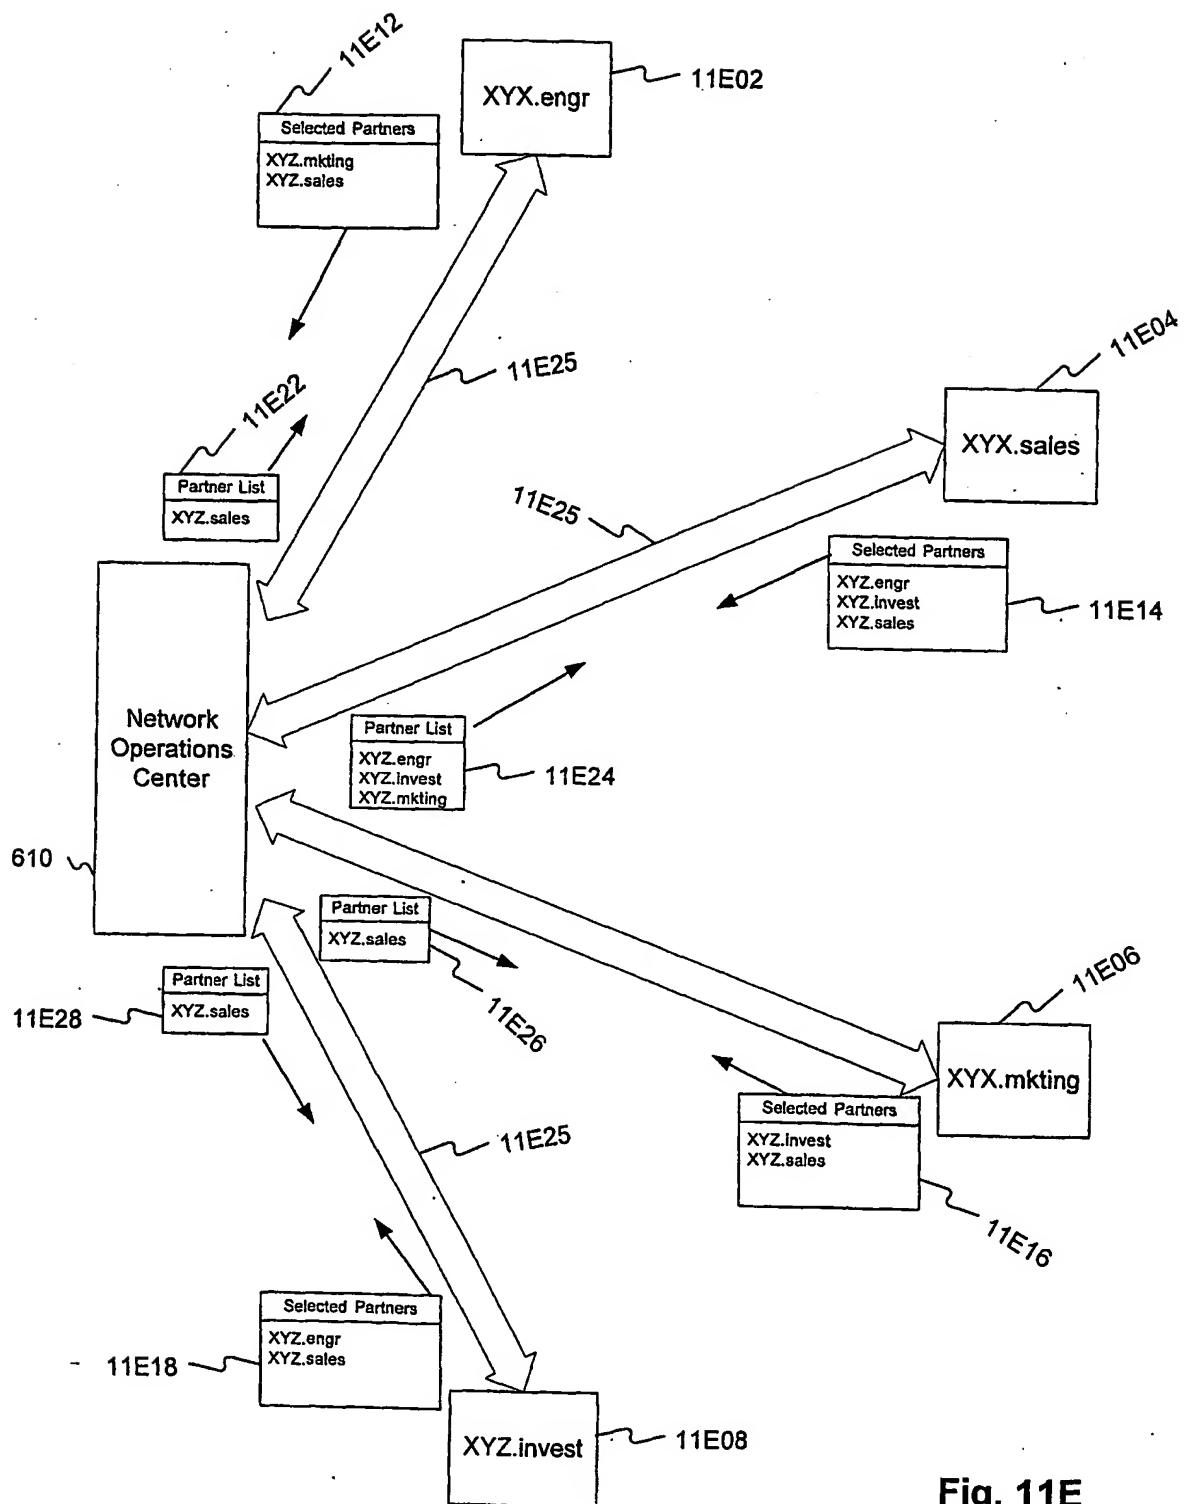 11E12
XYX.engr
11E02
Selected Partners
XYZ.mkting
XYZ.sales
11E25
11E22
Partner List
XYZ.sales
11E04
XYX.sales
11E25
Selected Partners
XYZ.engr
XYZ.invest
XYZ.sales
11E14
Network
Operations
Center
610
Partner List
XYZ.engr
XYZ.invest
XYZ.mkting
11E24
Partner List
XYZ.sales
11E26
Partner List
XYZ.sales
11E28
11E06
XYX.mkting
Selected Partners
XYZ.invest
XYZ.sales
11E16
11E25
Selected Partners
XYZ.engr
XYZ.sales
11E18
XYZ.invest
11E08
Fig. 11E